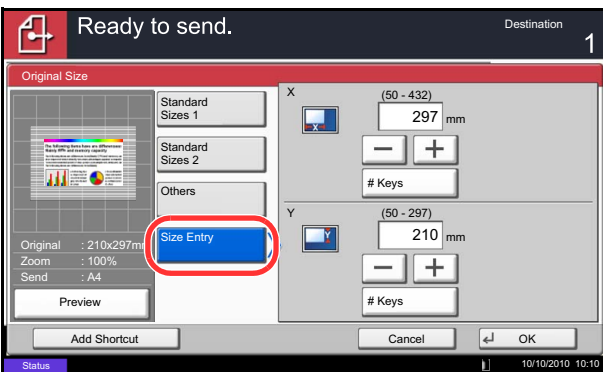 Ready to send.
Destination
1
Original Size
Standard
Sizes 1
Standard
Sizes 2
Others
Size Entry
Original : 210x297mm
Zoom : 100%
Send : A4
Preview
X
(50 - 432)
297 mm
# Keys
Y
(50 - 297)
210 mm
# Keys
Add Shortcut
Cancel
OK
Status
10/10/2010 10:10